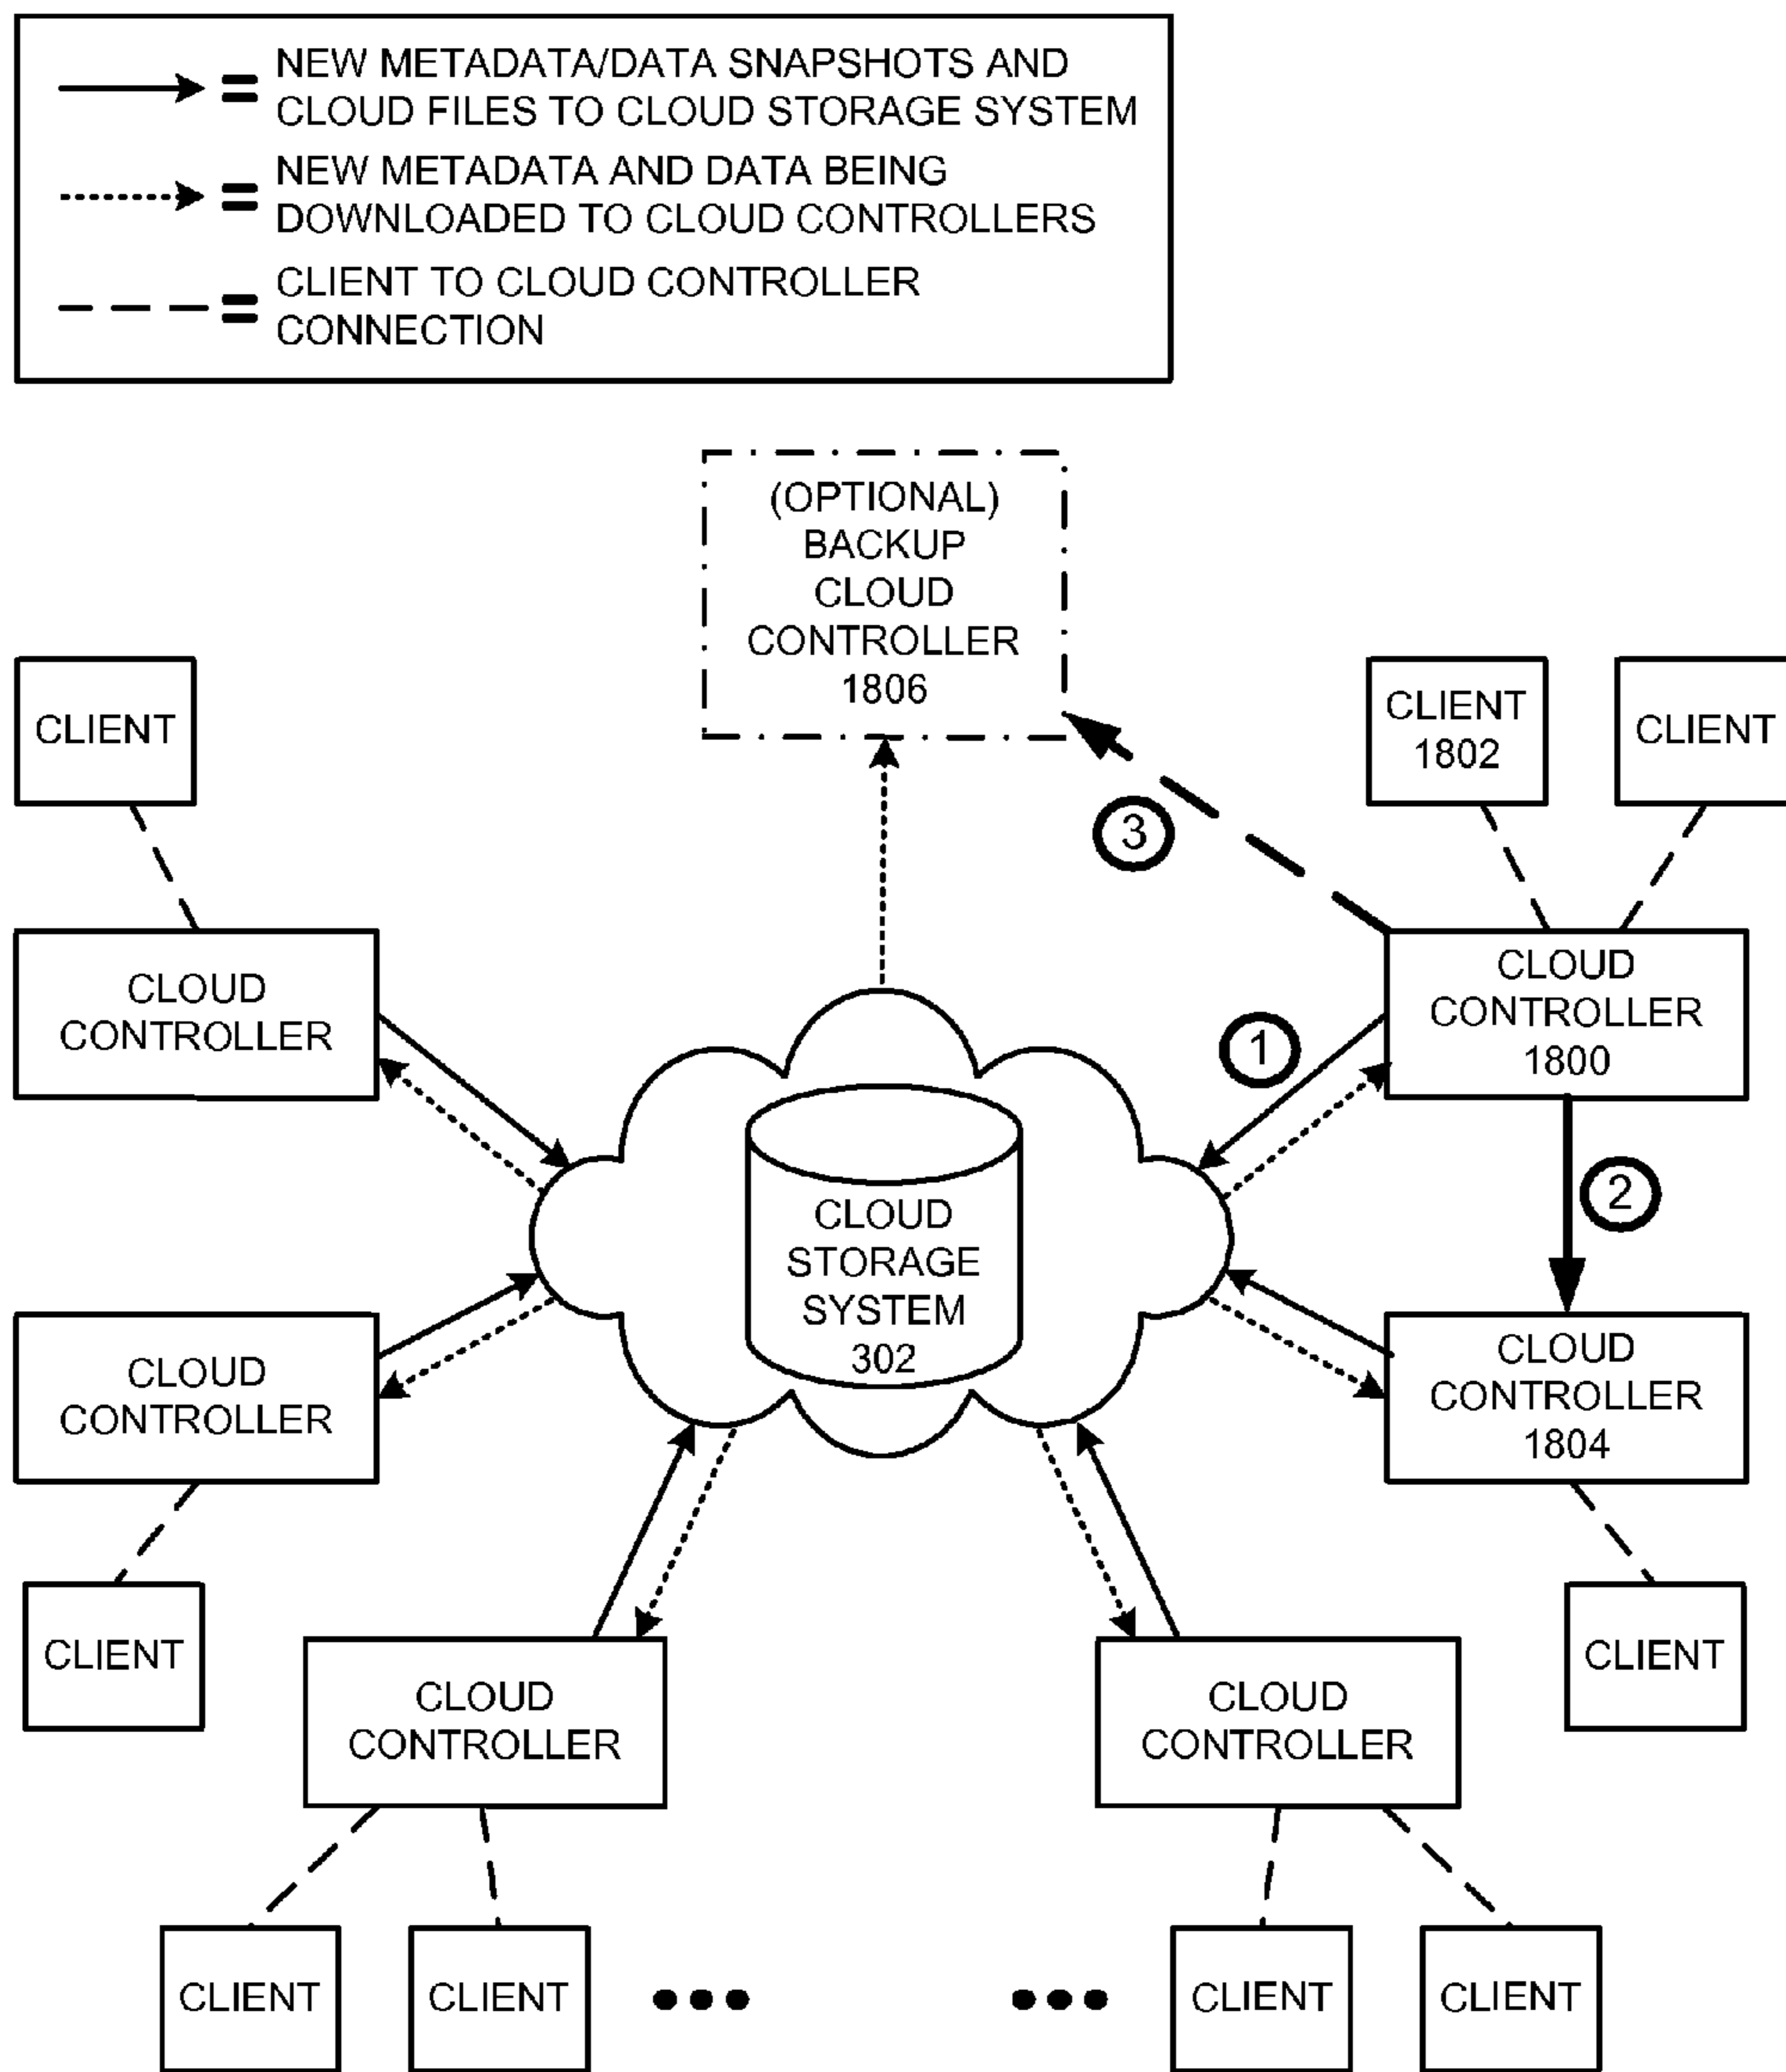 = NEW METADATA/DATA SNAPSHOTS AND
CLOUD FILES TO CLOUD STORAGE SYSTEM
= NEW METADATA AND DATA BEING
DOWNLOADED TO CLOUD CONTROLLERS
= CLIENT TO CLOUD CONTROLLER
CONNECTION
(OPTIONAL)
BACKUP
CLOUD
CONTROLLER
1806
CLIENT
CLIENT
1802
CLIENT
3
CLOUD
CONTROLLER
CLOUD
CONTROLLER
1800
1
2
CLOUD
STORAGE
SYSTEM
302
CLOUD
CONTROLLER
CLOUD
CONTROLLER
1804
CLIENT
CLIENT
CLOUD
CONTROLLER
CLOUD
CONTROLLER
CLIENT
CLIENT
CLIENT
CLIENT